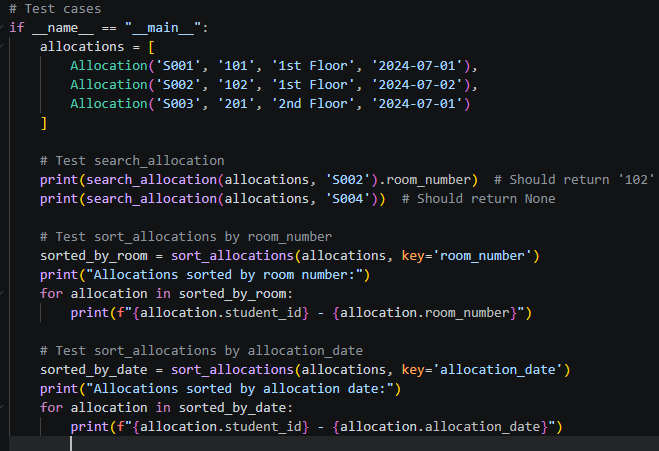 # Test cases
if __name__ == "__main__":
    allocations = [
        Allocation('S001', '101', '1st Floor', '2024-07-01'),
        Allocation('S002', '102', '1st Floor', '2024-07-02'),
        Allocation('S003', '201', '2nd Floor', '2024-07-01')
    ]

    # Test search_allocation
    print(search_allocation(allocations, 'S002').room_number)  # Should return '102'
    print(search_allocation(allocations, 'S004'))  # Should return None

    # Test sort_allocations by room_number
    sorted_by_room = sort_allocations(allocations, key='room_number')
    print("Allocations sorted by room number:")
    for allocation in sorted_by_room:
        print(f"{allocation.student_id} - {allocation.room_number}")

    # Test sort_allocations by allocation_date
    sorted_by_date = sort_allocations(allocations, key='allocation_date')
    print("Allocations sorted by allocation date:")
    for allocation in sorted_by_date:
        print(f"{allocation.student_id} - {allocation.allocation_date}")